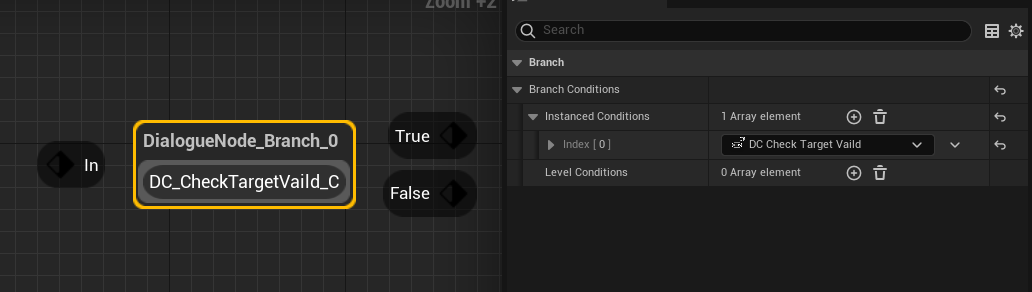 Zoom +2
DialogueNode_Branch_0
In
DC_CheckTargetVaild_C
True
False
Search
Branch
Branch Conditions
Instanced Conditions
1 Array element
Index [ 0 ]
DC Check Target Vaild
Level Conditions
0 Array element